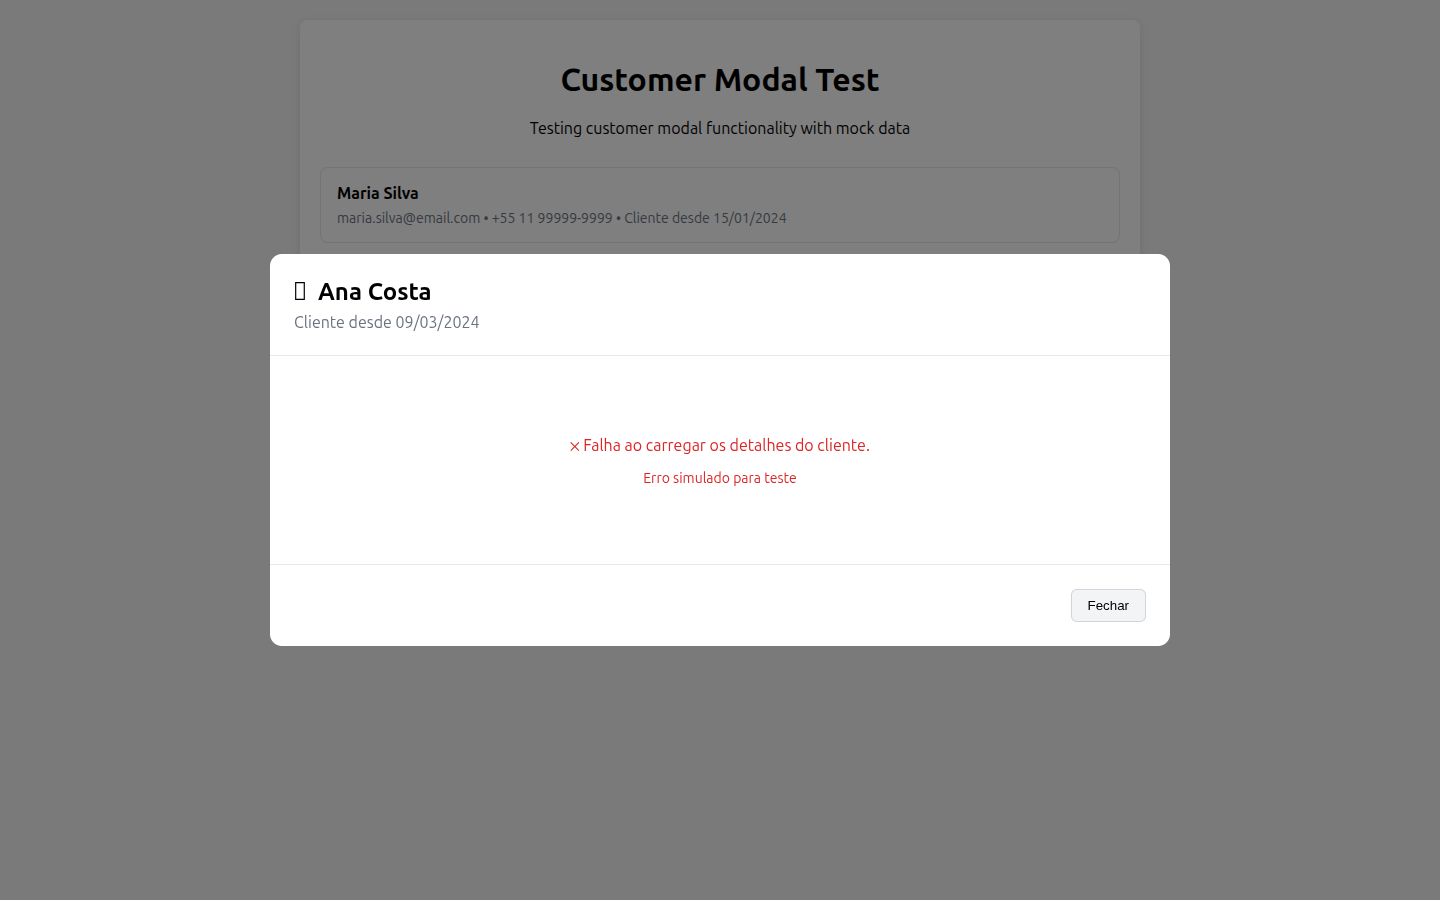 Customer Modal Test
Testing customer modal functionality with mock data
Maria Silva
maria.silva@email.com • +55 11 99999-9999 • Cliente desde 15/01/2024
Ana Costa
Cliente desde 09/03/2024
× Falha ao carregar os detalhes do cliente.
Erro simulado para teste
Fechar